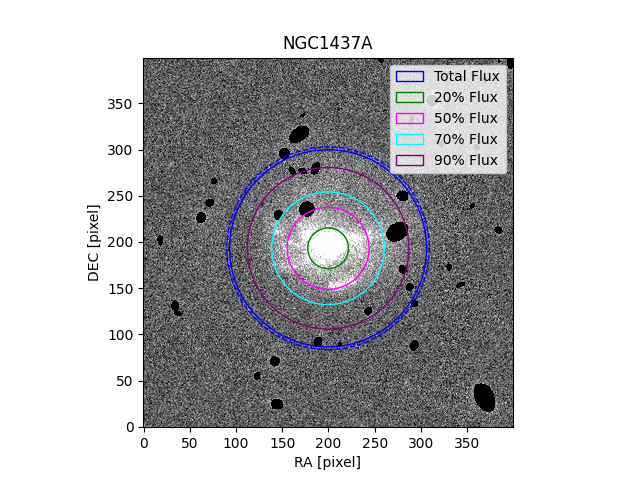 NGC1437A
Total Flux
20% Flux
50% Flux
70% Flux
90% Flux
350
300
250
200
150
100
50
0
DEC [pixel]
0 50 100 150 200 250 300 350
RA [pixel]